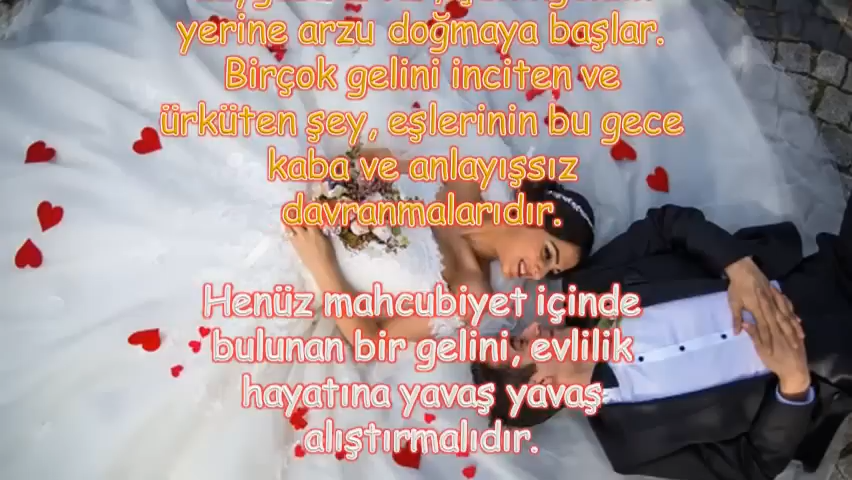 yerine arzu doğmaya başlar.
Birçok gelini inciten ve
ürküten şey, eşlerinin bu gece
kaba ve anlayışsız
davranmalarıdır.
Henüz mahcubiyet içinde
bulunan bir gelini, evlilik
hayatına yavaş yavaş
alıştırmalıdır.